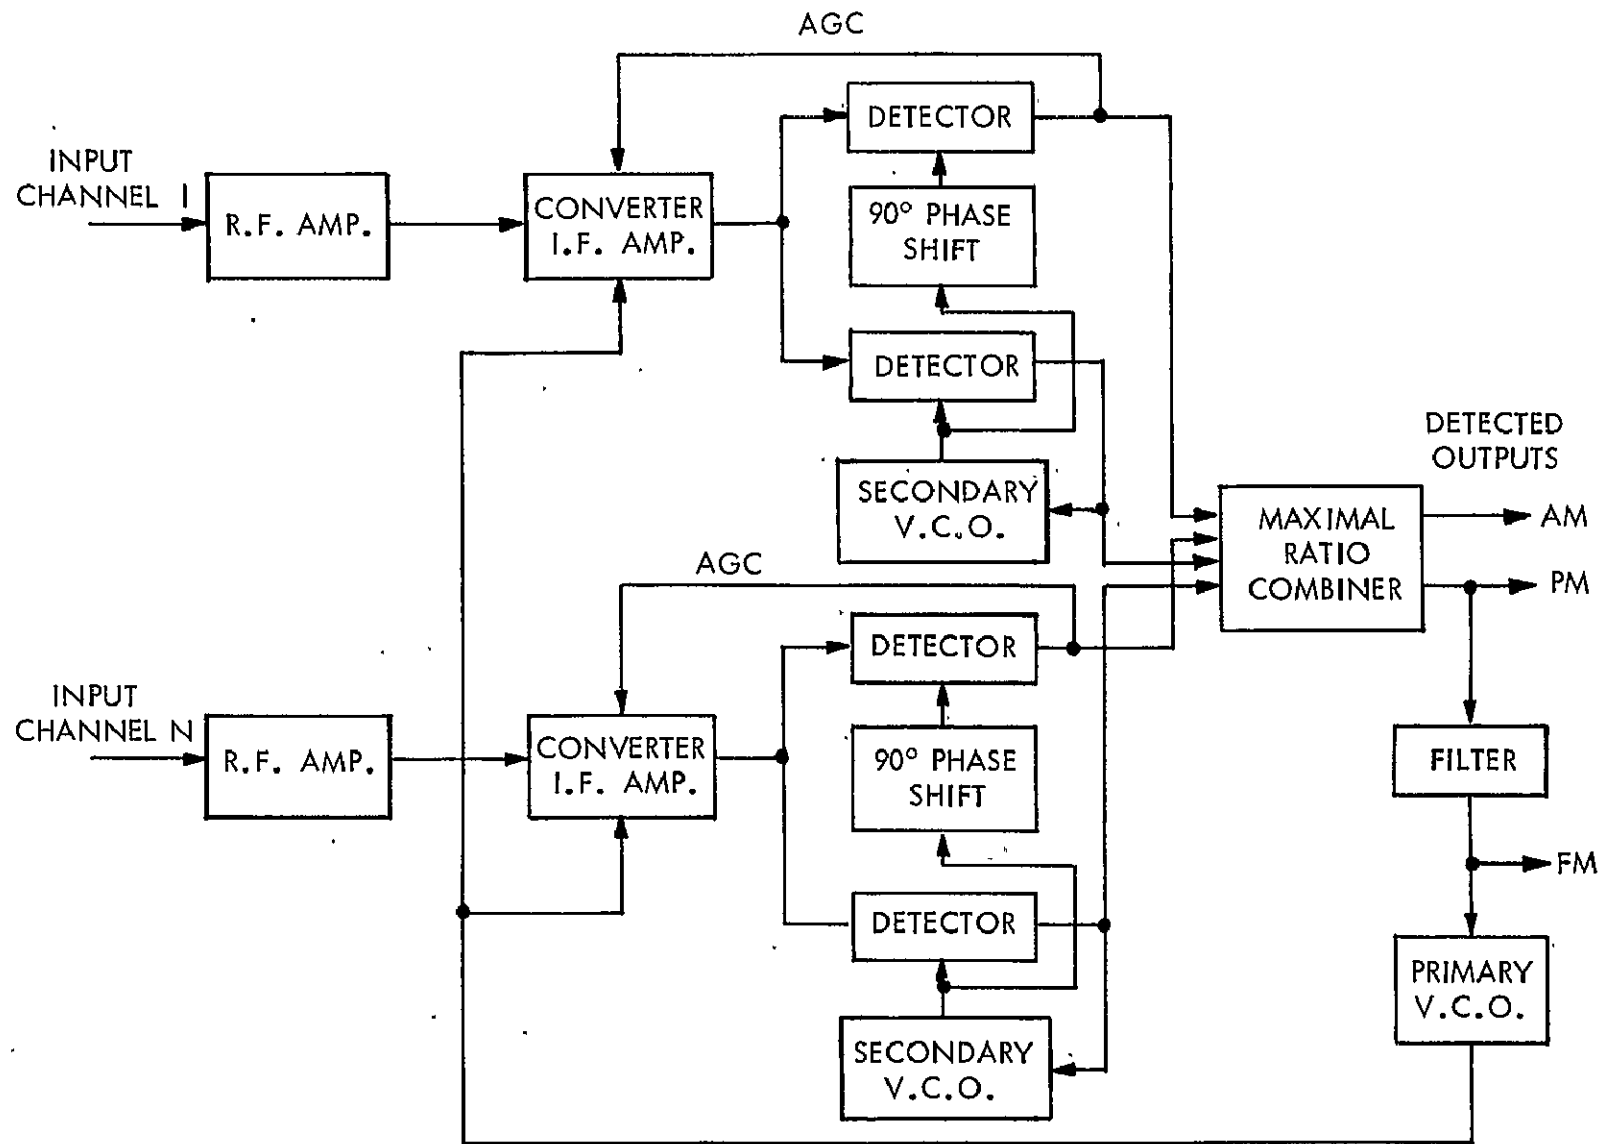 AGC
INPUT
CHANNEL 1
R.F. AMP.
CONVERTER
I.F. AMP.
DETECTOR
90° PHASE
SHIFT
DETECTOR
SECONDARY
V.C.O.
DETECTED
OUTPUTS
MAXIMAL
RATIO
COMBINER
AM
PM
AGC
INPUT
CHANNEL N
R.F. AMP.
CONVERTER
I.F. AMP.
DETECTOR
90° PHASE
SHIFT
DETECTOR
SECONDARY
V.C.O.
FILTER
FM
PRIMARY
V.C.O.